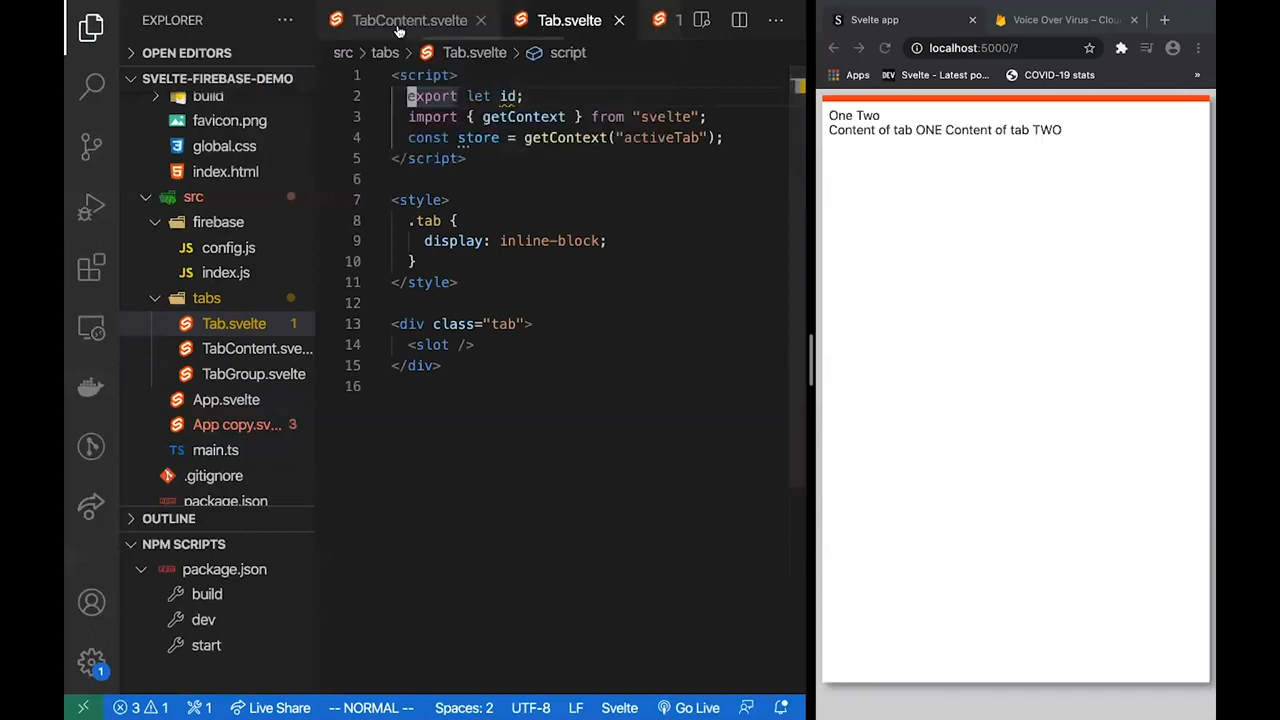 EXPLORER
TabContent.svelte
Tab.svelte
T
OPEN EDITORS
src
tabs
Tab.svelte
script
SVELTE-FIREBASE-DEMO
build
favicon.png
global.css
index.html
src
firebase
config.js
JS
index.js
JS
tabs
Tab.svelte
1
TabContent.sve...
TabGroup.svelte
App.svelte
App copy.sv...
3
main.ts
TS
.gitignore
package.json
OUTLINE
NPM SCRIPTS
package.json
build
dev
start
1
1 <script>
2 export let id;
3 import { getContext } from "svelte";
4 const store = getContext("activeTab");
5 </script>
6
7 <style>
8 .tab {
9 display: inline-block;
10 }
11 </style>
12
13 <div class="tab">
14 <slot />
15 </div>
16
3 1
1
Live Share
-- NORMAL --
Spaces: 2
UTF-8
LF
Svelte
Go Live
S
Svelte app
Voice Over Virus – Clou
localhost:5000/?
Apps
DEV
Svelte - Latest po...
COVID-19 stats
»
One Two
Content of tab ONE Content of tab TWO